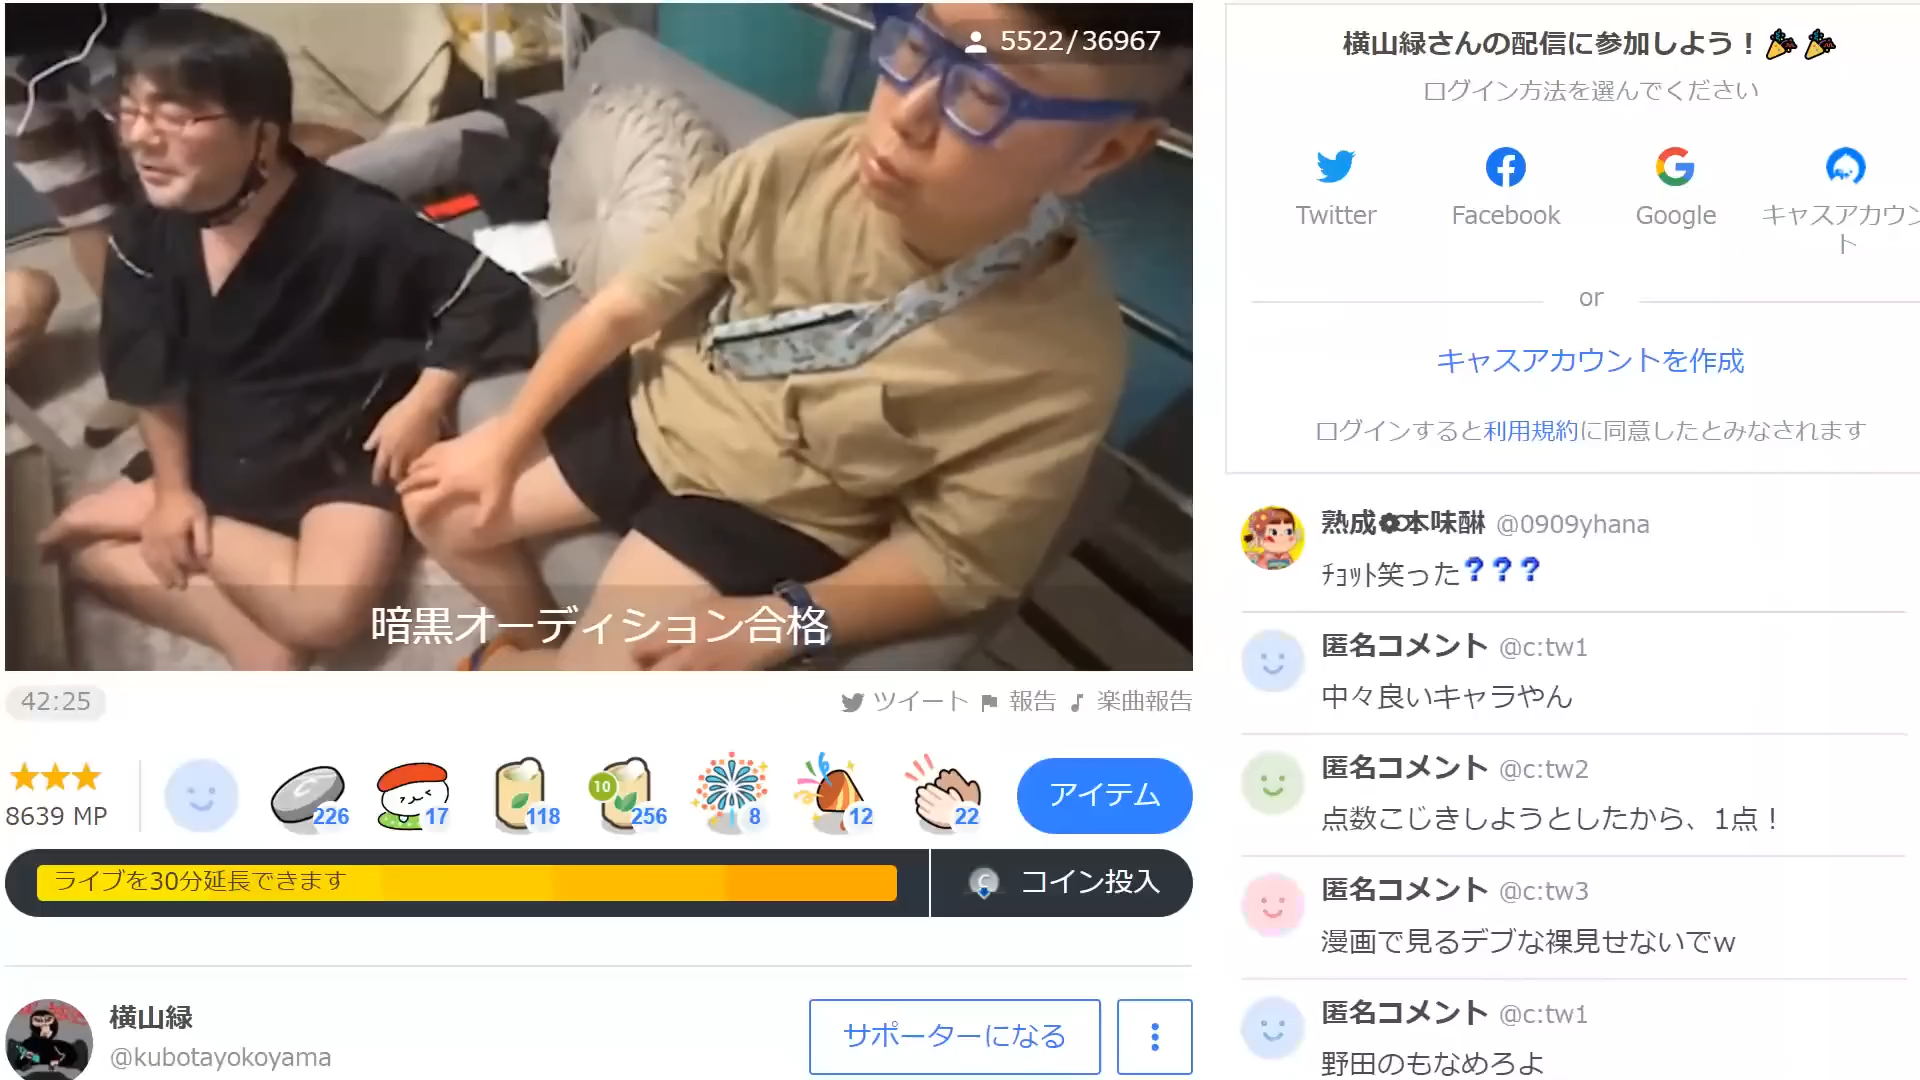 5522/36967
暗黒オーディション合格
42:25
ツイート 報告 楽曲報告
8639 MP
226
17
118
10
256
8
12
22
アイテム
ライブを30分延長できます
コイン投入
横山緑
@kubotayokoyama
サポーターになる
横山緑さんの配信に参加しよう!
ログイン方法を選んでください
Twitter
Facebook
Google
キャスアカウン
ト
or
キャスアカウントを作成
ログインすると利用規約に同意したとみなされます
@0909yhana
ﾁｮｯﾄ笑った???
匿名コメント @c:tw1
中々良いキャラやん
匿名コメント @c:tw2
点数こじきしようとしたから、1点!
匿名コメント @c:tw3
漫画で見るデブな裸見せないでw
匿名コメント @c:tw1
野田のもなめろよ